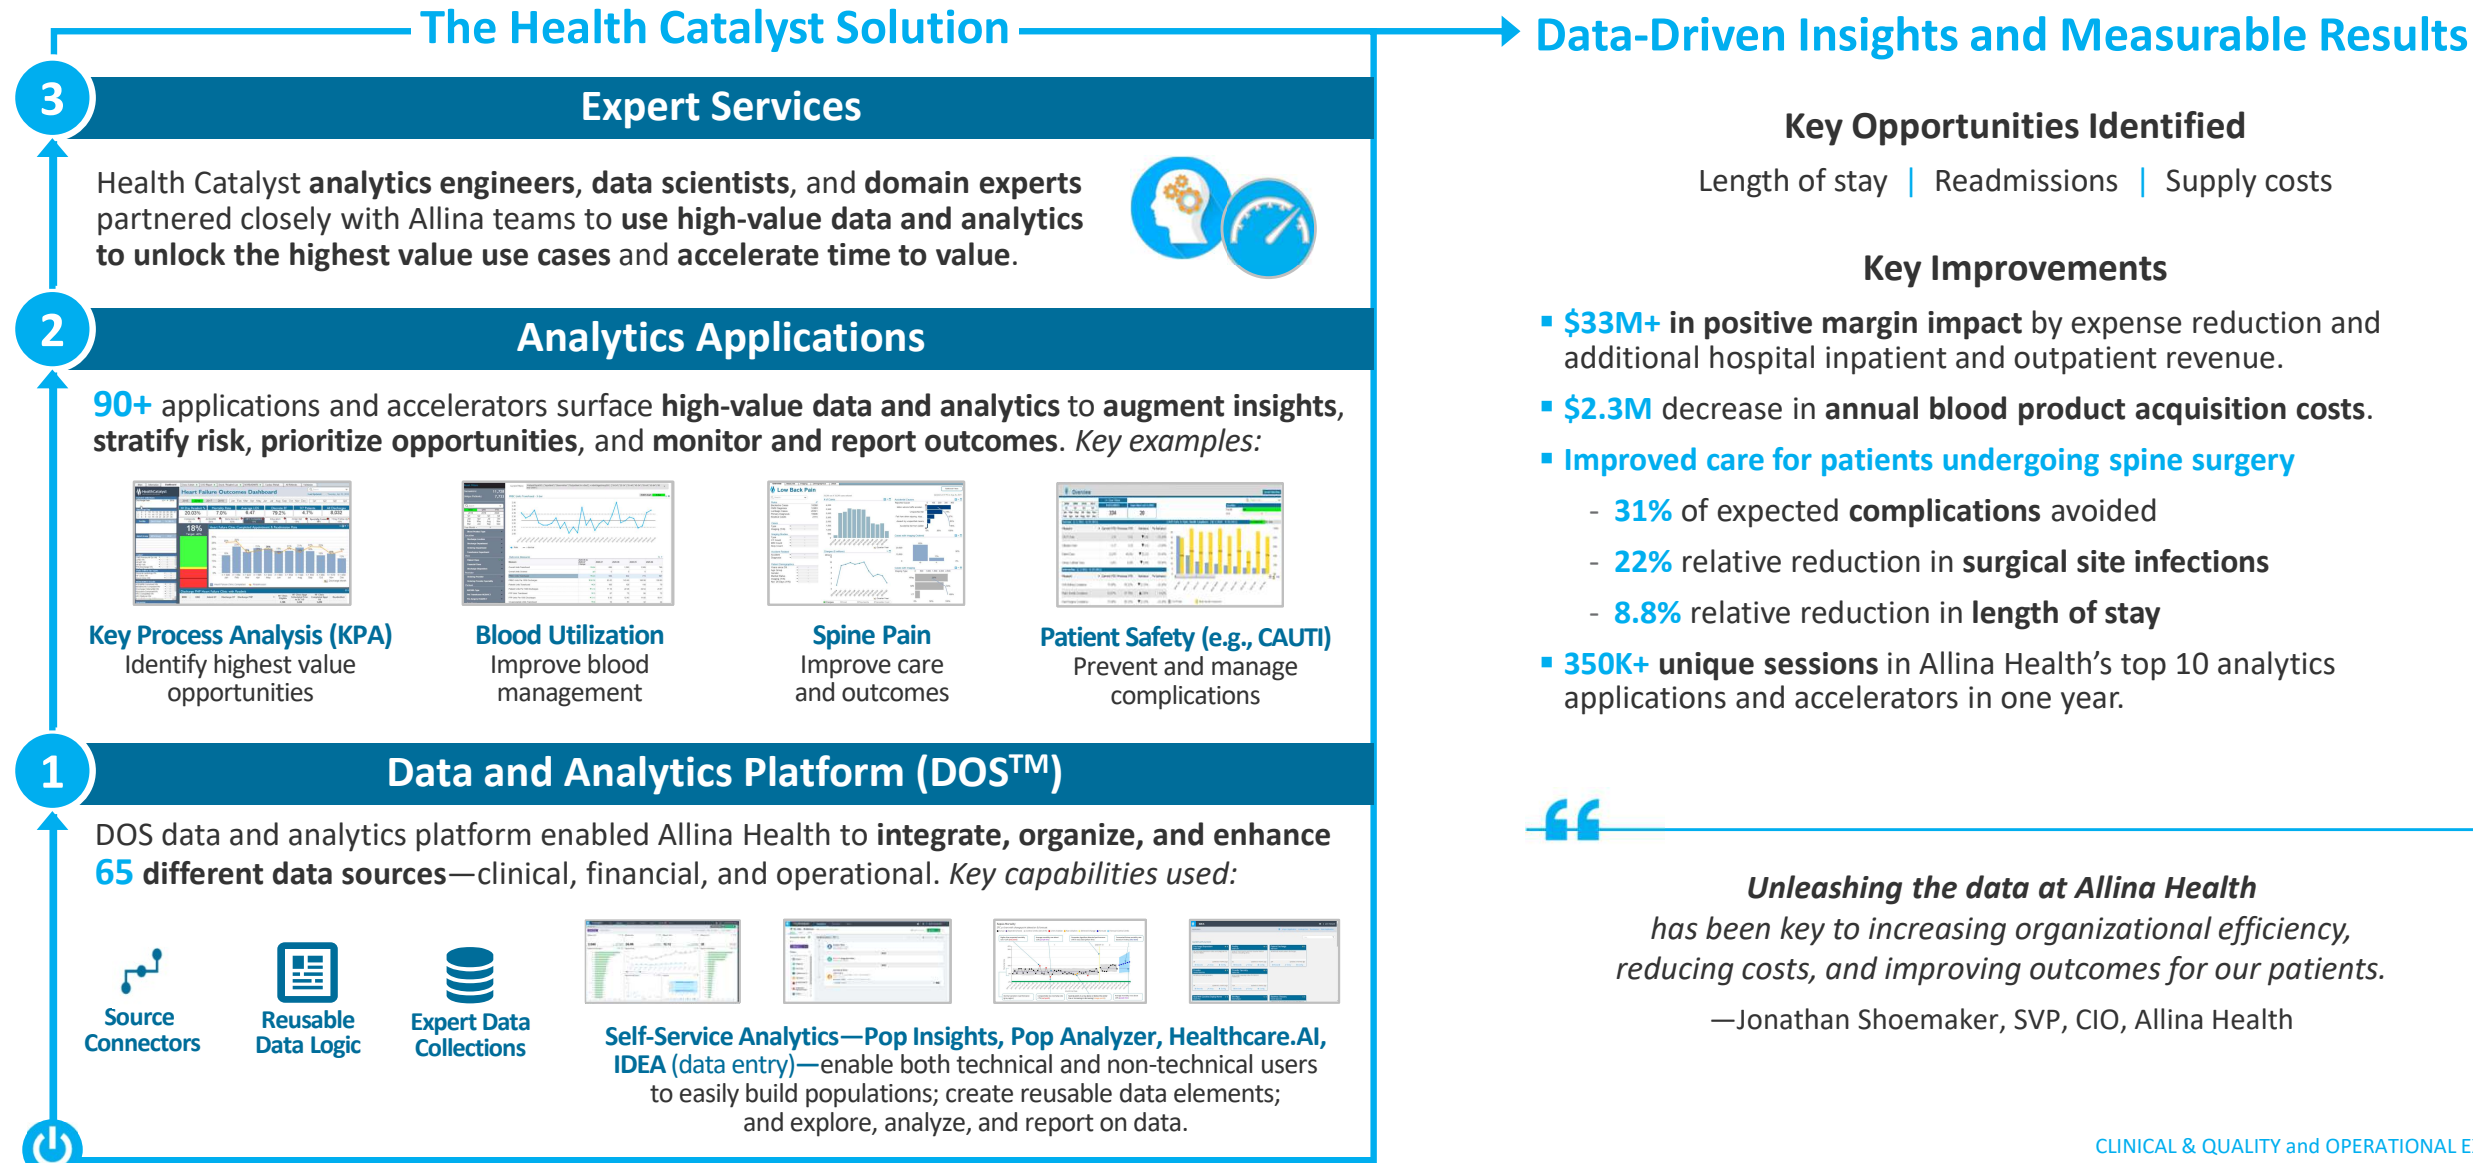 The Health Catalyst Solution
3
Expert Services
Health Catalyst analytics engineers, data scientists, and domain experts
partnered closely with Allina teams to use high-value data and analytics
to unlock the highest value use cases and accelerate time to value.
2
Analytics Applications
90+ applications and accelerators surface high-value data and analytics to augment insights,
stratify risk, prioritize opportunities, and monitor and report outcomes. Key examples:
Heart Failure Outcomes Dashboard
18%
Low Back Pain
Key Process Analysis (KPA)
Identify highest value
opportunities
Blood Utilization
Improve blood
management
Spine Pain
Improve care
and outcomes
Patient Safety (e.g., CAUTI)
Prevent and manage
complications
1
Data and Analytics Platform (DOS™)
DOS data and analytics platform enabled Allina Health to integrate, organize, and enhance
65 different data sources—clinical, financial, and operational. Key capabilities used:
Source
Connectors
Reusable
Data Logic
Expert Data
Collections
Self-Service Analytics—Pop Insights, Pop Analyzer, Healthcare.AI,
IDEA (data entry)—enable both technical and non-technical users
to easily build populations; create reusable data elements;
and explore, analyze, and report on data.
Data-Driven Insights and Measurable Results
Key Opportunities Identified
Length of stay | Readmissions | Supply costs
Key Improvements
▪ $33M+ in positive margin impact by expense reduction and
additional hospital inpatient and outpatient revenue.
▪ $2.3M decrease in annual blood product acquisition costs.
▪ Improved care for patients undergoing spine surgery
- 31% of expected complications avoided
- 22% relative reduction in surgical site infections
- 8.8% relative reduction in length of stay
▪ 350K+ unique sessions in Allina Health's top 10 analytics
applications and accelerators in one year.
“
Unleashing the data at Allina Health
has been key to increasing organizational efficiency,
reducing costs, and improving outcomes for our patients.
—Jonathan Shoemaker, SVP, CIO, Allina Health
CLINICAL & QUALITY and OPERATIONAL E